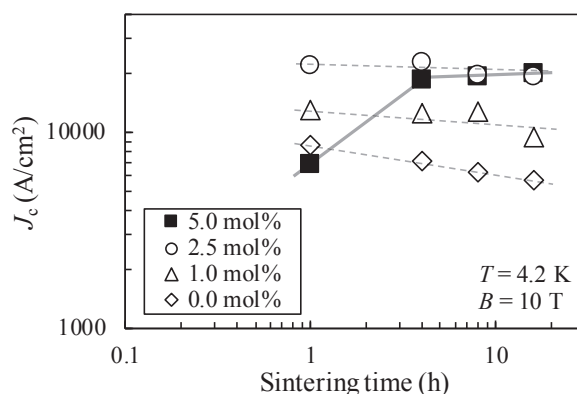 10000
1000
J_c (A/cm²)
5.0 mol%
2.5 mol%
1.0 mol%
0.0 mol%
T = 4.2 K
B = 10 T
0.1
1
10
Sintering time (h)